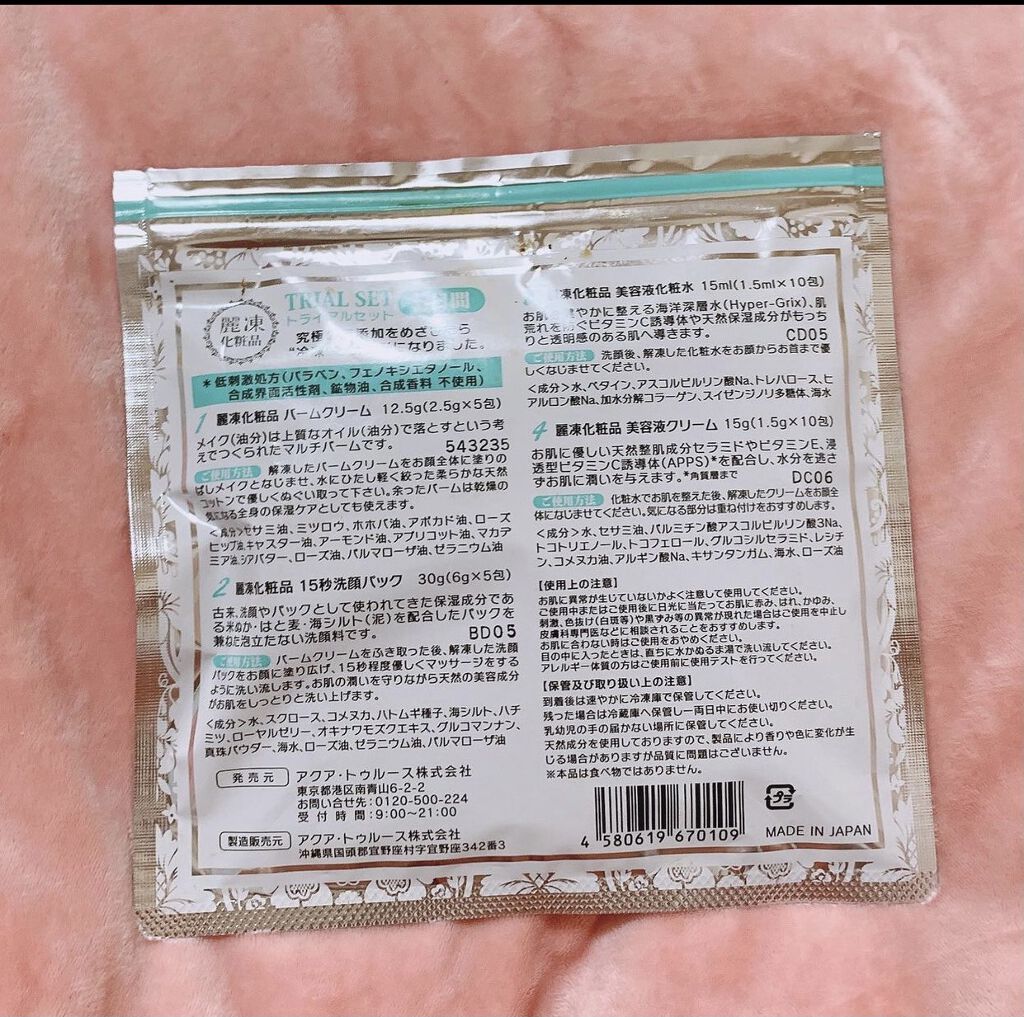 麗凍
化粧品
TRIAL SET
トライアルセット
究極
添加をめざしたら
になりました。
*低刺激処方(パラベン、フェノキシエタノール、
合成界面活性剤、鉱物油、合成香料 不使用)
1 麗凍化粧品 バームクリーム 12.5g(2.5g×5包)
メイク(油分)は上質なオイル(油分)で落とすという考
えでつくられたマルチバームです。 543235
ご使用方法 解凍したバームクリームをお顔全体に塗りの
ばしメイクとなじませ、水にひたし軽く絞った柔らかな天然
コットンで優しくぬぐい取って下さい。余ったバームは乾燥の
気になる全身の保湿ケアとしても使えます。
<成分>セサミ油、ミツロウ、ホホバ油、アボカド油、ローズ
ヒップ油、キャスター油、アーモンド油、アプリコット油、マカデ
ミア油、シアバター、ローズ油、パルマローザ油、ゼラニウム油
2 麗凍化粧品 15秒洗顔パック 30g(6g×5包)
古来、洗顔やパックとして使われてきた保湿成分であ
る米ぬか・はと麦・海シルト(泥)を配合したパックを
兼ねた泡立たない洗顔料です。 BD05
ご使用方法 バームクリームをふき取った後、解凍した洗顔
パックをお顔に塗り広げ、15秒程度優しくマッサージをする
ように洗い流します。お肌の潤いを守りながら天然の美容成分
がお肌をしっとりと洗い上げます。
<成分>水、スクロース、コメヌカ、ハトムギ種子、海シルト、ハチ
ミツ、ローヤルゼリー、オキナワモズクエキス、グルコマンナン、
真珠パウダー、海水、ローズ油、ゼラニウム油、パルマローザ油
発売元 アクア・トゥルース株式会社
東京都港区南青山6-2-2
お問い合せ先:0120-500-224
受付時間:9:00〜21:00
製造販売元 アクア・トゥルース株式会社
沖縄県国頭郡宜野座村字宜野座342番3
凍化粧品 美容液化粧水 15ml(1.5ml×10包)
お肌 やかに整える海洋深層水(Hyper-Grix)、肌
荒れを防ぐビタミンC誘導体や天然保湿成分がもっち
りと透明感のある肌へ導きます。 CD05
ご使用方法 洗顔後、解凍した化粧水をお顔からお首まで優
しくなじませてください。
<成分>水、ベタイン、アスコルビルリン酸Na、トレハロース、ヒ
アルロン酸Na、加水分解コラーゲン、スイゼンジノリ多糖体、海水
4 麗凍化粧品 美容液クリーム 15g(1.5g×10包)
お肌に優しい天然整肌成分セラミドやビタミンE、浸
透型ビタミンC誘導体(APPS)*を配合し、水分を逃さ
ずお肌に潤いを与えます。*角質層まで DC06
ご使用方法 化粧水でお肌を整えた後、解凍したクリームをお顔全
体になじませてください。気になる部分は重ね付けをおすすめします。
<成分>水、セサミ油、パルミチン酸アスコルビルリン酸3Na、
トコトリエノール、トコフェロール、グルコシルセラミド、レシチ
ン、コメヌカ油、アルギン酸Na、キサンタンガム、海水、ローズ油
【使用上の注意】
お肌に異常が生じていないかよく注意して使用してください。
ご使用中またはご使用後に日光に当たってお肌に赤み、はれ、かゆみ、
刺激、色抜け(白斑等)や黒ずみ等の異常が現れた場合はご使用を中止し
皮膚科専門医などに相談されることをおすすめします。
お肌に合わない時はご使用をおやめください。
目の中に入ったときは、直ちに水かぬるま湯で洗い流してください。
アレルギー体質の方はご使用前に使用テストを行ってください。
【保管及び取り扱い上の注意】
到着後は速やかに冷凍庫で保管してください。
残った場合は冷蔵庫へ保管し一両日中にお使い切りください。
乳幼児の手の届かない場所に保管してください。
天然成分を使用しておりますので、製品により香りや色に変化が生
じる場合がありますが品質に問題はございません。
※本品は食べ物ではありません。
4 580619 670109
プラ
MADE IN JAPAN